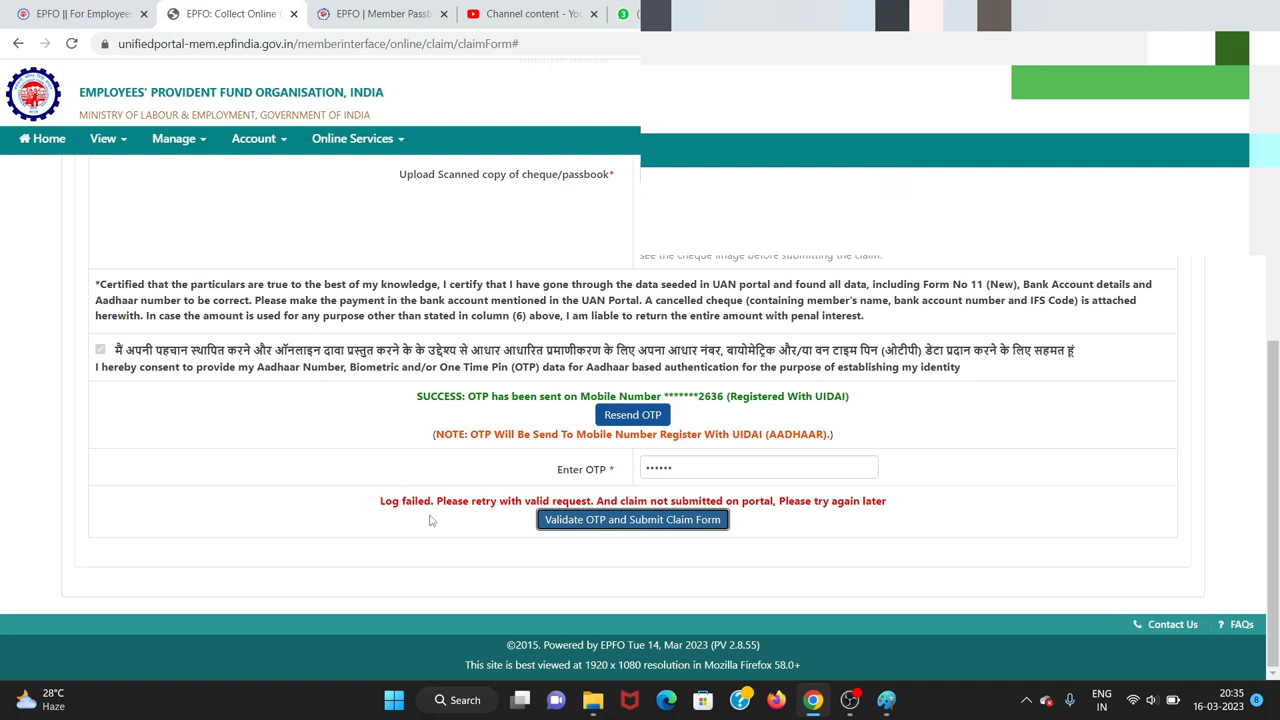 EPFO || For Employees
EPFO: Collect Online C
EPFO | Member Passb
Channel content - You
unifiedportal-mem.epfindia.gov.in/memberinterface/online/claim/claimForm#
EMPLOYEES' PROVIDENT FUND ORGANISATION, INDIA
MINISTRY OF LABOUR & EMPLOYMENT, GOVERNMENT OF INDIA
Home View Manage Account Online Services
Upload Scanned copy of cheque/passbook*
see the cheque image before submitting the claim.
*Certified that the particulars are true to the best of my knowledge, I certify that I have gone through the data seeded in UAN portal and found all data, including Form No 11 (New), Bank Account details and
Aadhaar number to be correct. Please make the payment in the bank account mentioned in the UAN Portal. A cancelled cheque (containing member's name, bank account number and IFS Code) is attached
herewith. In case the amount is used for any purpose other than stated in column (6) above, I am liable to return the entire amount with penal interest.
मैं अपनी पहचान स्थापित करने और ऑनलाइन दावा प्रस्तुत करने के के उद्देश्य से आधार आधारित प्रमाणीकरण के लिए अपना आधार नंबर, बायोमेट्रिक और/या वन टाइम पिन (ओटीपी) डेटा प्रदान करने के लिए सहमत हूं
I hereby consent to provide my Aadhaar Number, Biometric and/or One Time Pin (OTP) data for Aadhaar based authentication for the purpose of establishing my identity
SUCCESS: OTP has been sent on Mobile Number *******2636 (Registered With UIDAI)
Resend OTP
(NOTE: OTP Will Be Send To Mobile Number Register With UIDAI (AADHAAR).)
Enter OTP * ••••••
Log failed. Please retry with valid request. And claim not submitted on portal, Please try again later
Validate OTP and Submit Claim Form
Contact Us ? FAQs
©2015. Powered by EPFO Tue 14, Mar 2023 (PV 2.8.55)
This site is best viewed at 1920 x 1080 resolution in Mozilla Firefox 58.0+
28°C
Haze
Search
ENG
IN
20:35
16-03-2023
8